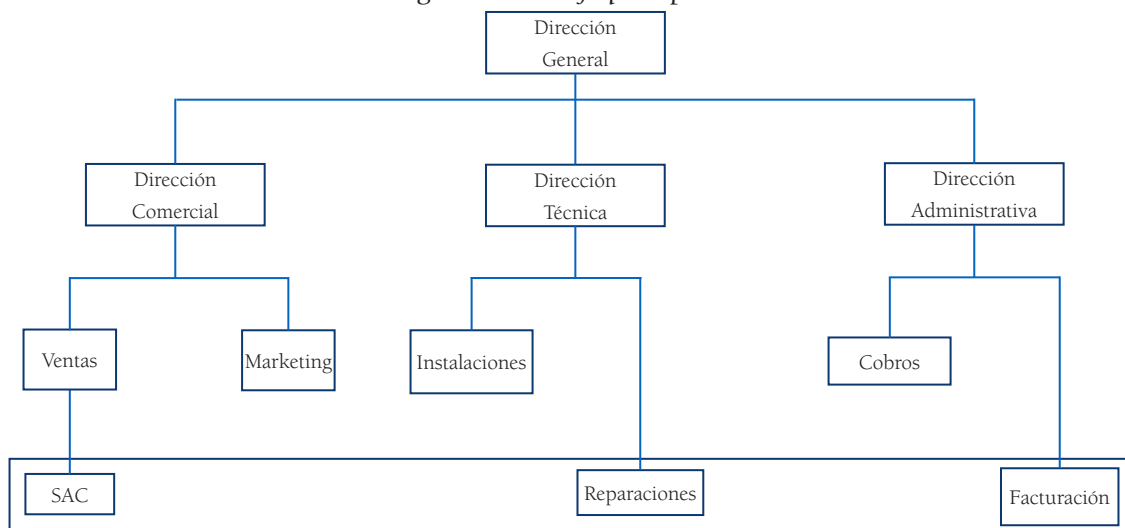 Dirección
General
Dirección
Comercial
Dirección
Técnica
Dirección
Administrativa
Ventas
Marketing
Instalaciones
Cobros
SAC
Reparaciones
Facturación